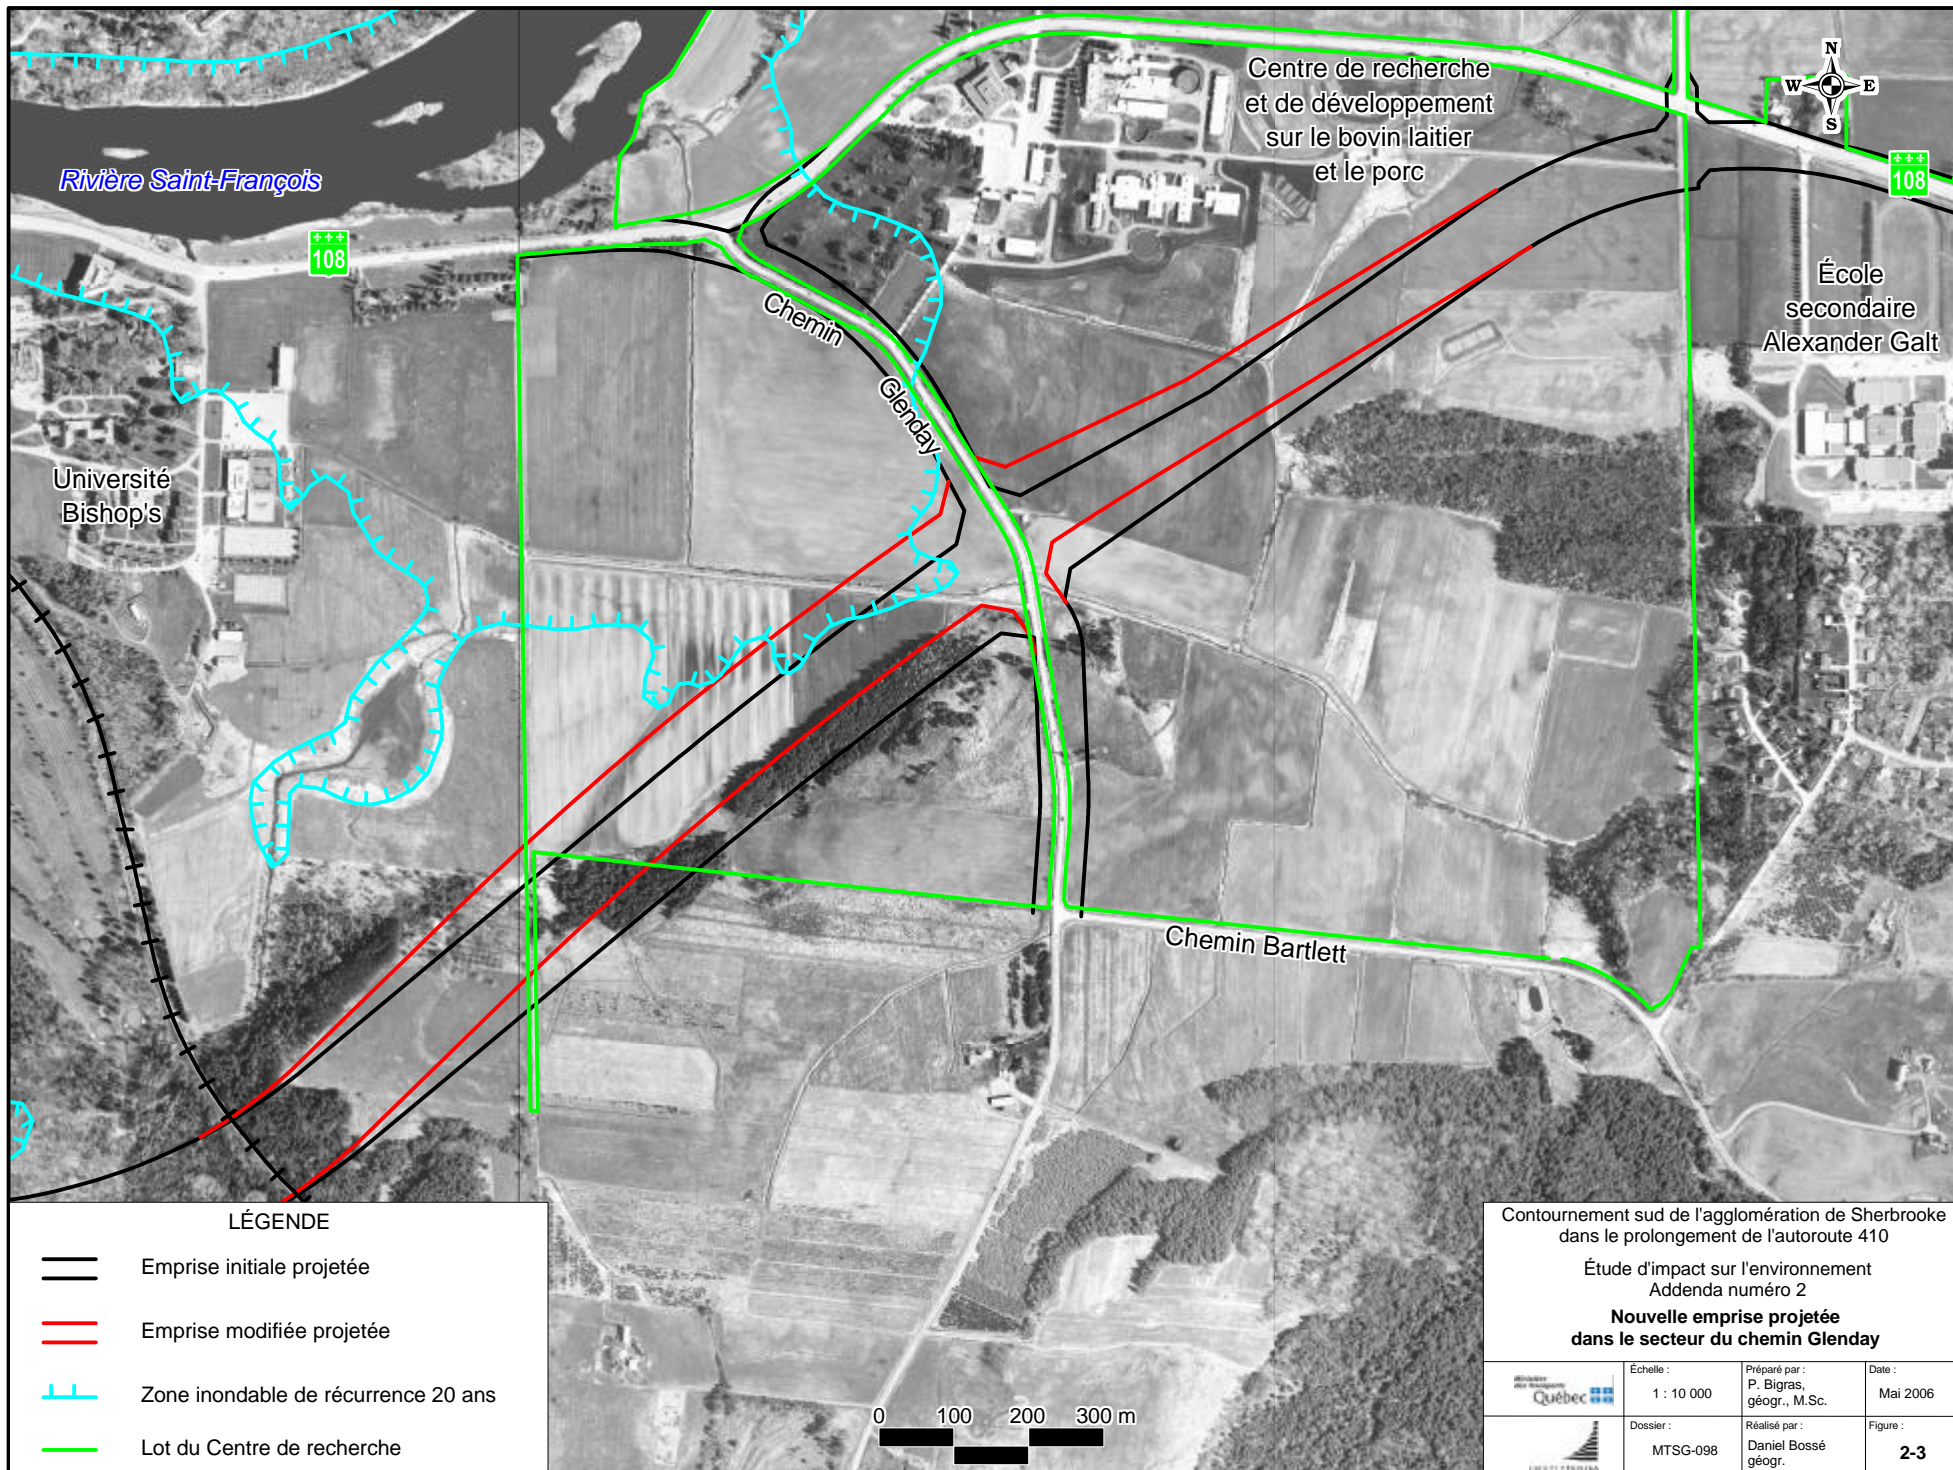 Centre de recherche
et de développement
sur le bovin laitier
et le porc
N
W
E
S
Rivière Saint-François
108
108
Chemin
Glenday
École
secondaire
Alexander Galt
Université
Bishop's
Chemin Bartlett
LÉGENDE
Emprise initiale projetée
Emprise modifiée projetée
Zone inondable de récurrence 20 ans
Lot du Centre de recherche
0 100 200 300 m
Contournement sud de l'agglomération de Sherbrooke
dans le prolongement de l'autoroute 410
Étude d'impact sur l'environnement
Addenda numéro 2
Nouvelle emprise projetée
dans le secteur du chemin Glenday
Québec
Échelle :
1 : 10 000
Préparé par :
P. Bigras,
géogr., M.Sc.
Date :
Mai 2006
Dossier :
MTSG-098
Réalisé par :
Daniel Bossé
géogr.
Figure :
2-3